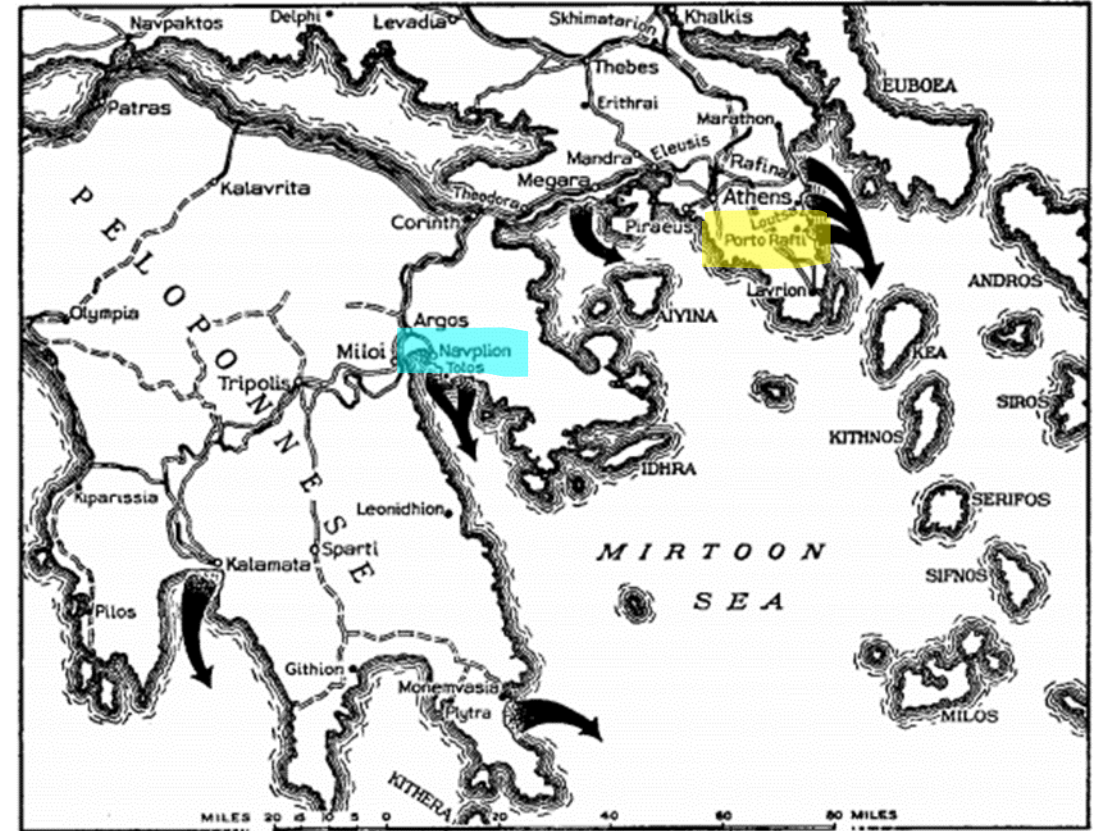 Navpaktos
Delphi
Levadia
Skhimatarion
Khalkis
Thebes
EUBOEA
Patras
Erithrai
Marathon
Mandra
Eleusis
Rafina
Kalavrita
Megara
Theodora
Athens
Corinth
Piraeus
Loutsa
Porto Rafti
PELOPONNESE
Lavrion
ANDROS
Olympia
Argos
AIYINA
Miloi
Navplion
Tolos
KEA
Tripolis
SIROS
KITHNOS
IDHRA
Kiparissia
Leonidhion
SERIFOS
Sparti
MIRTOON
SEA
Kalamata
SIFNOS
Pilos
Githion
Monemvasia
Plytra
MILOS
KITHERA
MILES 20 15 10 5 0 20 40 60 MILES